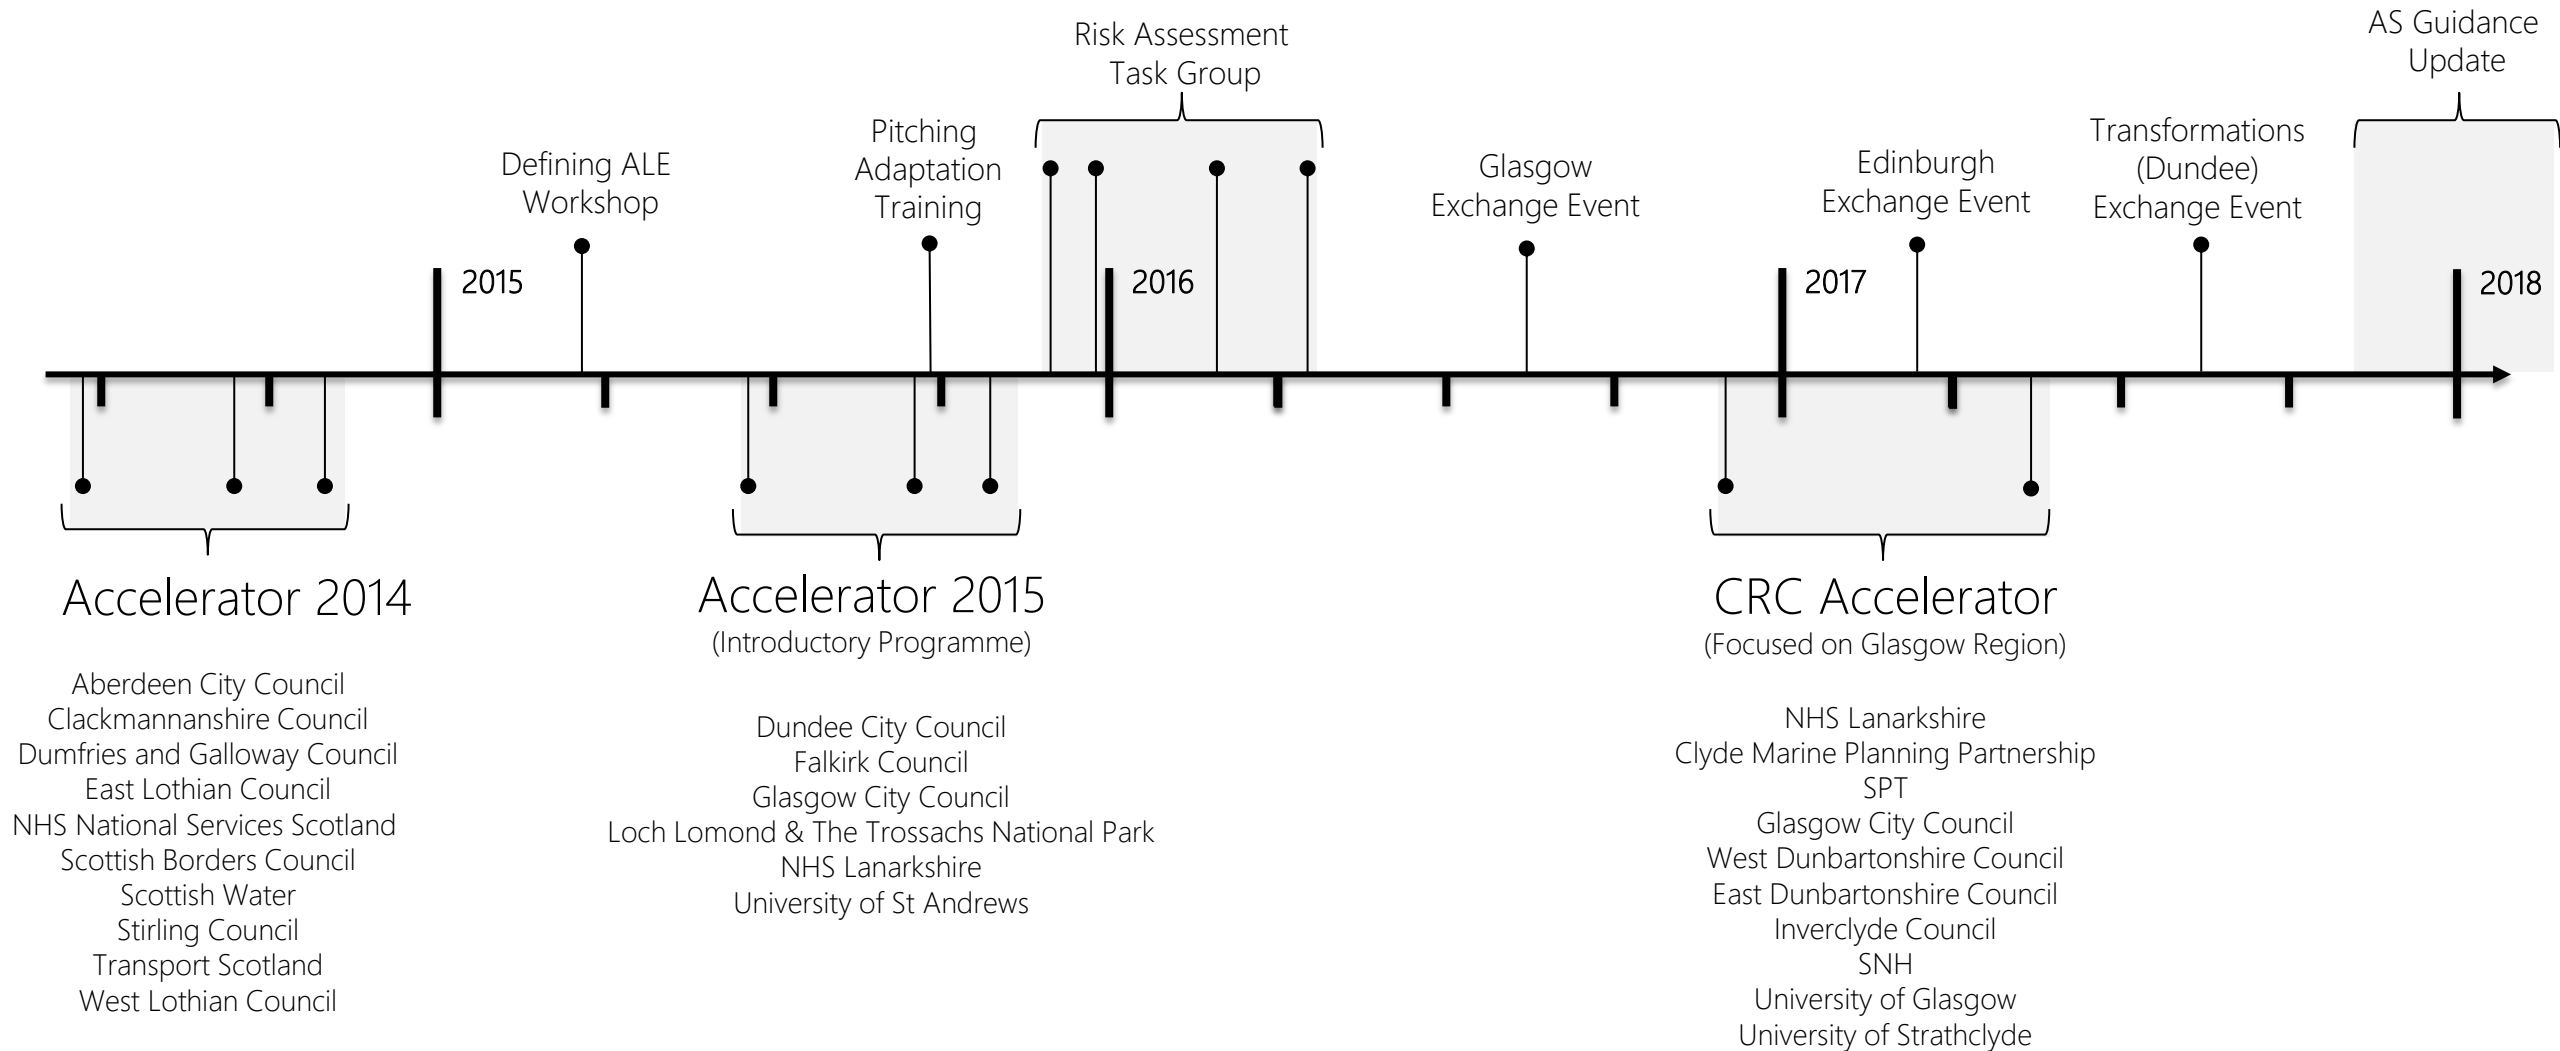 Risk Assessment
Task Group
AS Guidance
Update
Defining ALE
Workshop
Pitching
Adaptation
Training
Glasgow
Exchange Event
Edinburgh
Exchange Event
Transformations
(Dundee)
Exchange Event
2015
2016
2017
2018
Accelerator 2014
Aberdeen City Council
Clackmannanshire Council
Dumfries and Galloway Council
East Lothian Council
NHS National Services Scotland
Scottish Borders Council
Scottish Water
Stirling Council
Transport Scotland
West Lothian Council
Accelerator 2015
(Introductory Programme)
Dundee City Council
Falkirk Council
Glasgow City Council
Loch Lomond & The Trossachs National Park
NHS Lanarkshire
University of St Andrews
CRC Accelerator
(Focused on Glasgow Region)
NHS Lanarkshire
Clyde Marine Planning Partnership
SPT
Glasgow City Council
West Dunbartonshire Council
East Dunbartonshire Council
Inverclyde Council
SNH
University of Glasgow
University of Strathclyde